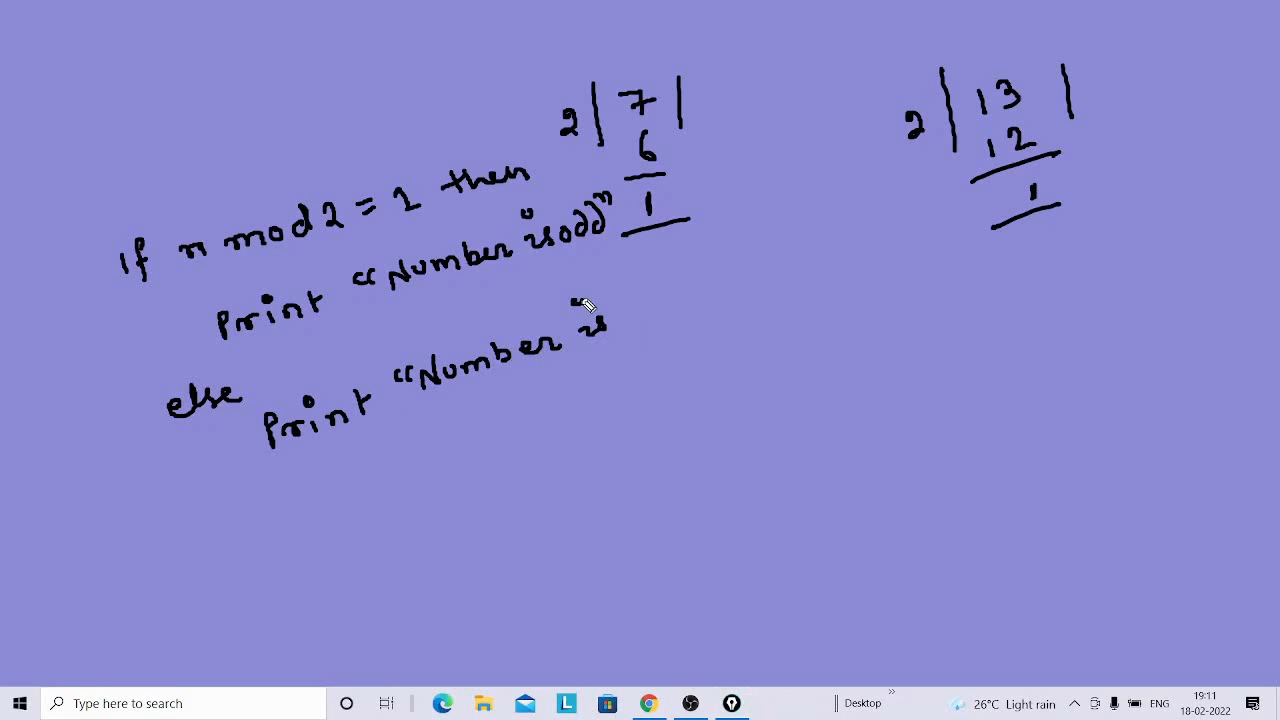 2 | 7 |
6
1
2 | 13 |
12
1
if n mod 2 = 1 then
Print "Number is odd"
else
Print "Number is
Type here to search
Desktop
26°C Light rain
ENG
19:11
18-02-2022